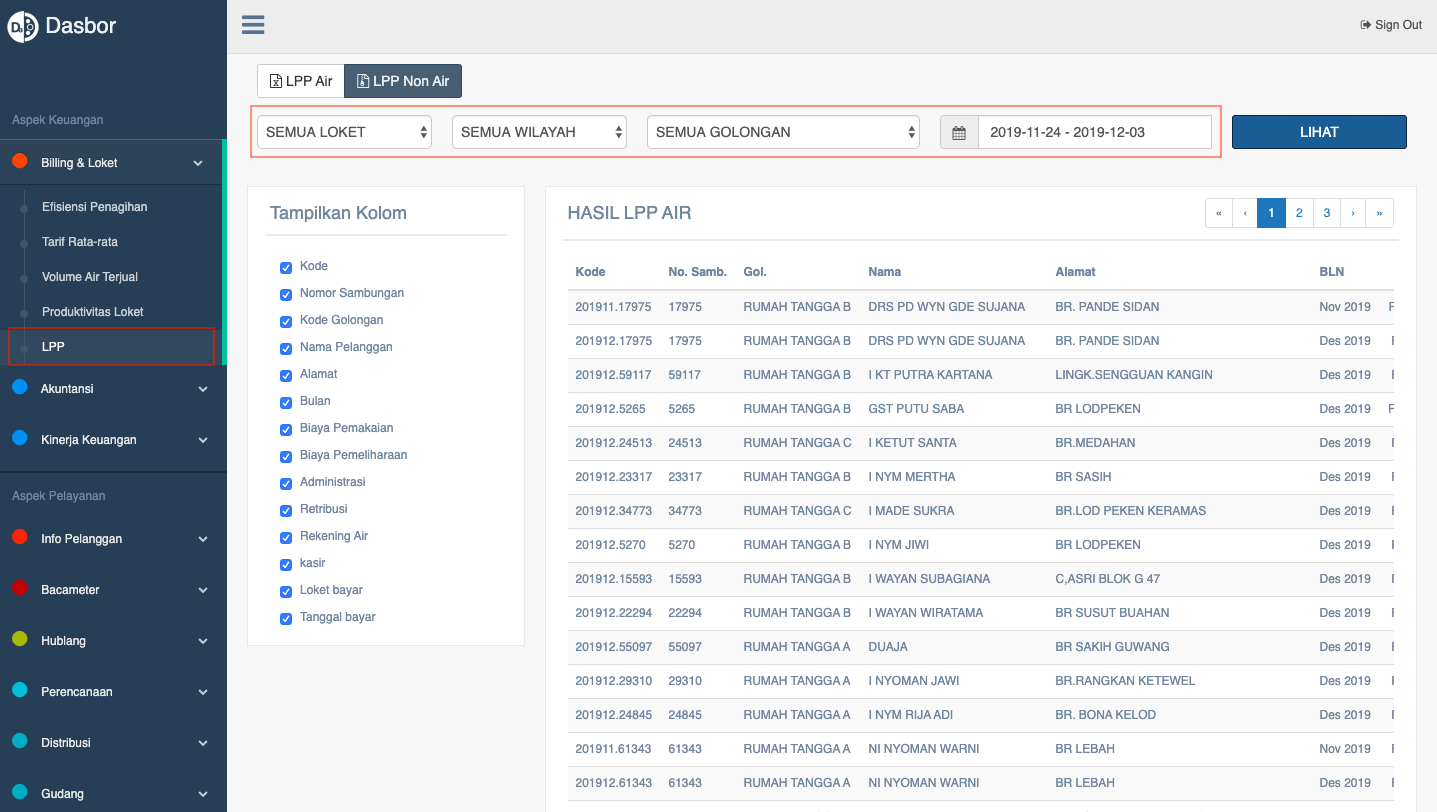 Dasbor
Sign Out
Aspek Keuangan
Billing & Loket
Efisiensi Penagihan
Tarif Rata-rata
Volume Air Terjual
Produktivitas Loket
LPP
Akuntansi
Kinerja Keuangan
Aspek Pelayanan
Info Pelanggan
Bacameter
Hublang
Perencanaan
Distribusi
Gudang
LPP Air LPP Non Air
SEMUA LOKET SEMUA WILAYAH SEMUA GOLONGAN 2019-11-24 - 2019-12-03 LIHAT
Tampilkan Kolom
Kode
Nomor Sambungan
Kode Golongan
Nama Pelanggan
Alamat
Bulan
Biaya Pemakaian
Biaya Pemeliharaan
Administrasi
Retribusi
Rekening Air
kasir
Loket bayar
Tanggal bayar
HASIL LPP AIR « ‹ 1 2 3 › »
Kode No. Samb. Gol. Nama Alamat BLN
201911.17975 17975 RUMAH TANGGA B DRS PD WYN GDE SUJANA BR. PANDE SIDAN Nov 2019
201912.17975 17975 RUMAH TANGGA B DRS PD WYN GDE SUJANA BR. PANDE SIDAN Des 2019
201912.59117 59117 RUMAH TANGGA B I KT PUTRA KARTANA LINGK.SENGGUAN KANGIN Des 2019
201912.5265 5265 RUMAH TANGGA B GST PUTU SABA BR LODPEKEN Des 2019
201912.24513 24513 RUMAH TANGGA C I KETUT SANTA BR.MEDAHAN Des 2019
201912.23317 23317 RUMAH TANGGA B I NYM MERTHA BR SASIH Des 2019
201912.34773 34773 RUMAH TANGGA C I MADE SUKRA BR.LOD PEKEN KERAMAS Des 2019
201912.5270 5270 RUMAH TANGGA B I NYM JIWI BR LODPEKEN Des 2019
201912.15593 15593 RUMAH TANGGA B I WAYAN SUBAGIANA C,ASRI BLOK G 47 Des 2019
201912.22294 22294 RUMAH TANGGA B I WAYAN WIRATAMA BR SUSUT BUAHAN Des 2019
201912.55097 55097 RUMAH TANGGA A DUAJA BR SAKIH GUWANG Des 2019
201912.29310 29310 RUMAH TANGGA A I NYOMAN JAWI BR.RANGKAN KETEWEL Des 2019
201912.24845 24845 RUMAH TANGGA A I NYM RIJA ADI BR. BONA KELOD Des 2019
201911.61343 61343 RUMAH TANGGA A NI NYOMAN WARNI BR LEBAH Nov 2019
201912.61343 61343 RUMAH TANGGA A NI NYOMAN WARNI BR LEBAH Des 2019